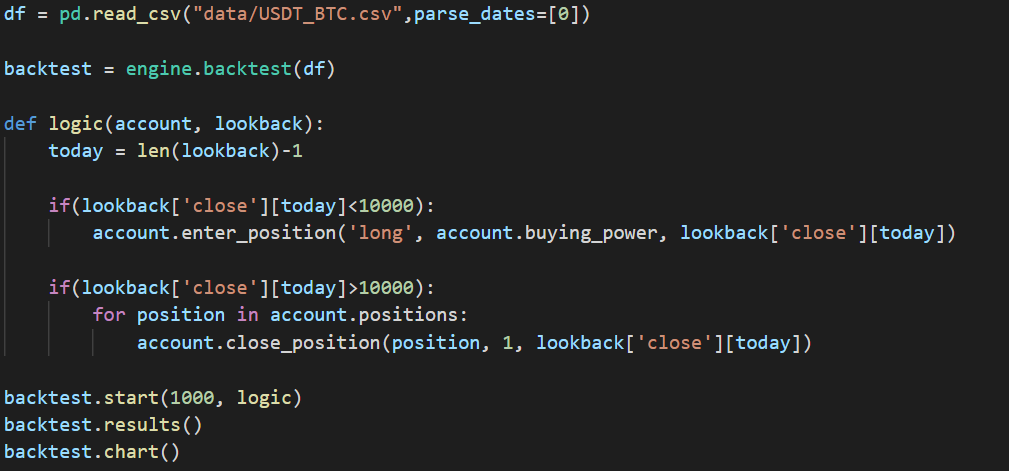 df = pd.read_csv("data/USDT_BTC.csv",parse_dates=[0])
backtest = engine.backtest(df)
def logic(account, lookback):
today = len(lookback)-1
if(lookback['close'][today]<10000):
account.enter_position('long', account.buying_power, lookback['close'][today])
if(lookback['close'][today]>10000):
for position in account.positions:
account.close_position(position, 1, lookback['close'][today])
backtest.start(1000, logic)
backtest.results()
backtest.chart()